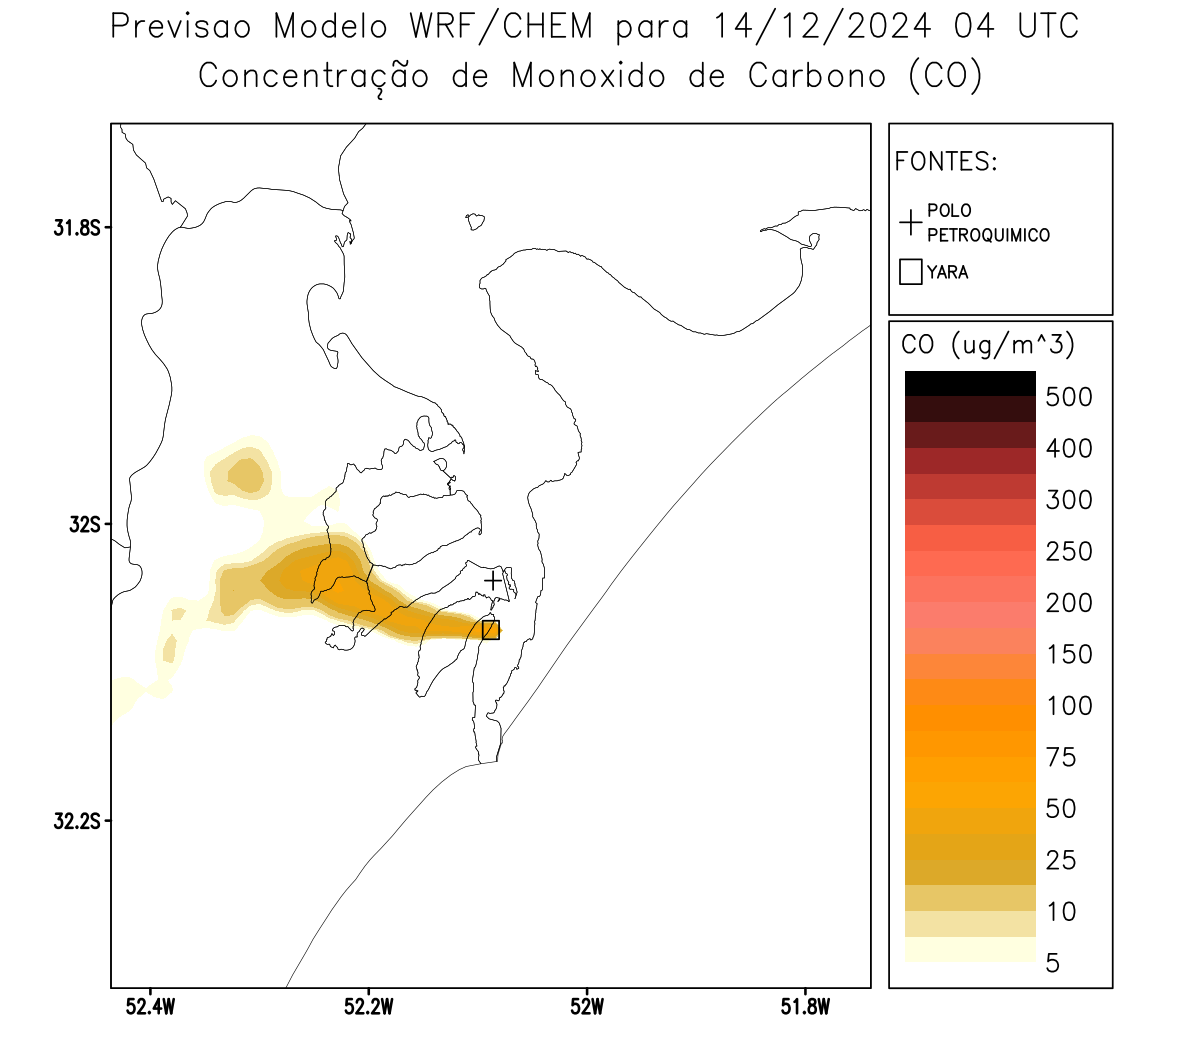 Previsao Modelo WRF/CHEM para 14/12/2024 04 UTC
Concentração de Monoxido de Carbono (CO)
FONTES:
POLO
PETROQUIMICO
YARA
31.8S
32S
32.2S
52.4W
52.2W
52W
51.8W
CO (ug/m^3)
500
400
300
250
200
150
100
75
50
25
10
5